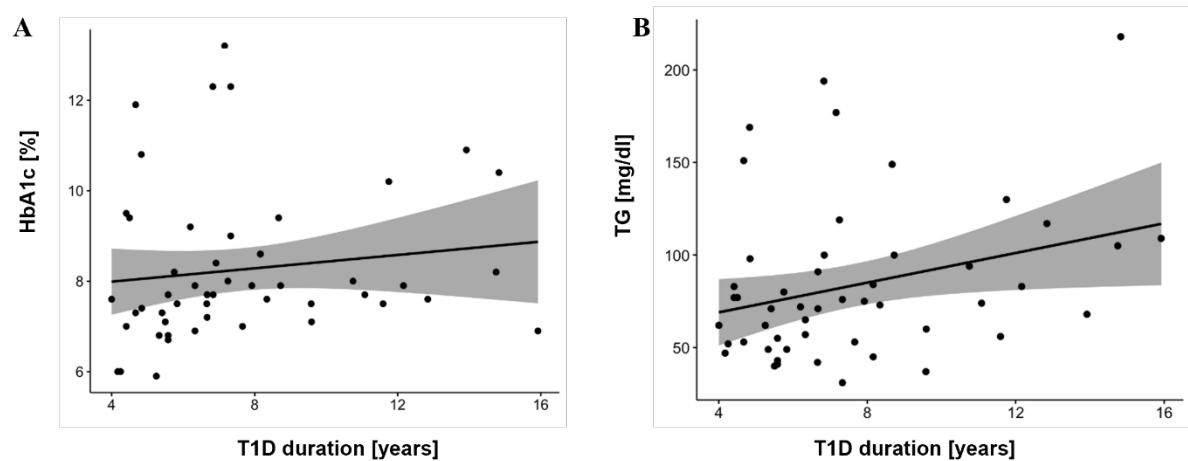 A
HbA1c [%]
12
10
8
6
4 8 12 16
T1D duration [years]
B
TG [mg/dl]
200
150
100
50
4 8 12 16
T1D duration [years]